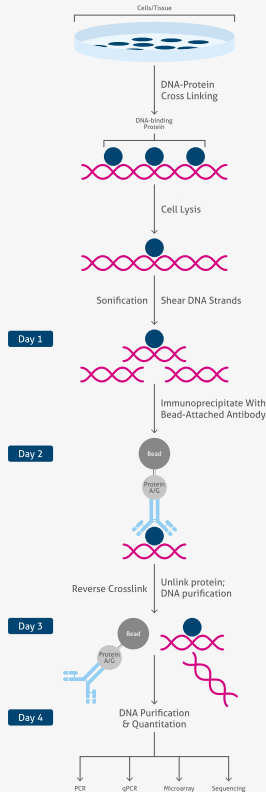 Cells/Tissue
DNA-Protein
Cross Linking
DNA-binding
Protein
Cell Lysis
Sonification
Shear DNA Strands
Day 1
Immunoprecipitate With
Bead-Attached Antibody
Day 2
Bead
Protein
A/G
Reverse Crosslink
Unlink protein;
DNA purification
Day 3
Bead
Protein
A/G
Day 4
DNA Purification
& Quantitation
PCR
qPCR
Microarray
Sequencing